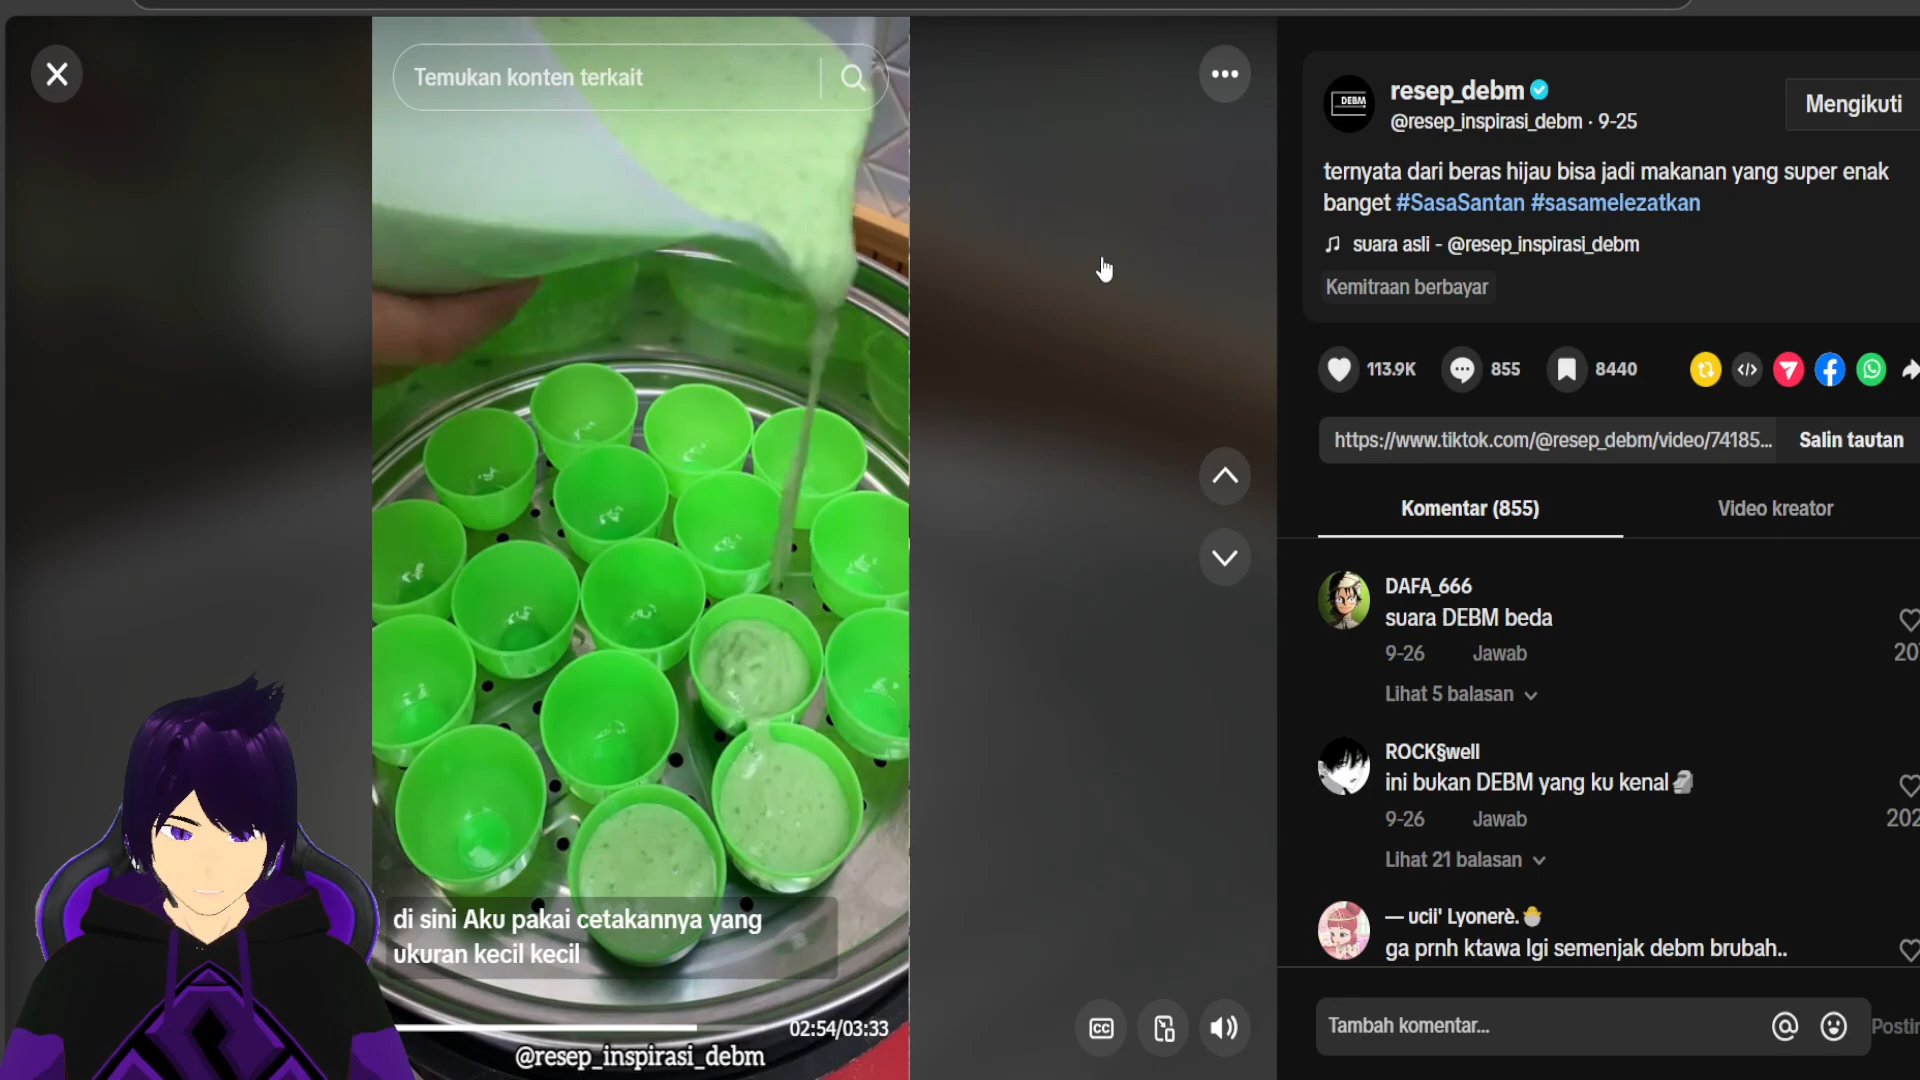 Temukan konten terkait
di sini Aku pakai cetakannya yang
ukuran kecil kecil
02:54/03:33
@resep_inspirasi_debm
CC
DEBM
resep_debm
@resep_inspirasi_debm · 9-25
Mengikuti
ternyata dari beras hijau bisa jadi makanan yang super enak
banget #SasaSantan #sasamelezatkan
suara asli - @resep_inspirasi_debm
Kemitraan berbayar
113.9K
855
8440
https://www.tiktok.com/@resep_debm/video/74185...
Salin tautan
Komentar (855)
Video kreator
DAFA_666
suara DEBM beda
9-26 Jawab
Lihat 5 balasan
ROCK§well
ini bukan DEBM yang ku kenal🗿
9-26 Jawab
202
Lihat 21 balasan
— ucii' Lyonerè.🐣
ga prnh ktawa lgi semenjak debm brubah..
Tambah komentar...